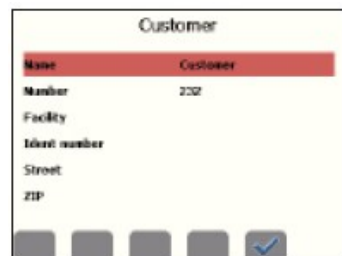 Customer
Name Customer
Number 232
Facility
Ident number
Street
ZIP